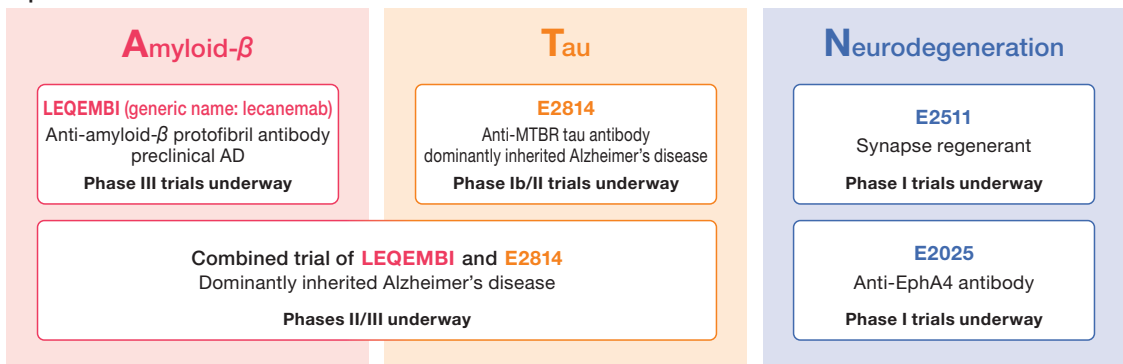 Amyloid-β
LEQEMBI (generic name: lecanemab)
Anti-amyloid-β protofibril antibody
preclinical AD
Phase III trials underway
Tau
E2814
Anti-MTBR tau antibody
dominantly inherited Alzheimer's disease
Phase Ib/II trials underway
Combined trial of LEQEMBI and E2814
Dominantly inherited Alzheimer's disease
Phases II/III underway
Neurodegeneration
E2511
Synapse regenerant
Phase I trials underway
E2025
Anti-EphA4 antibody
Phase I trials underway